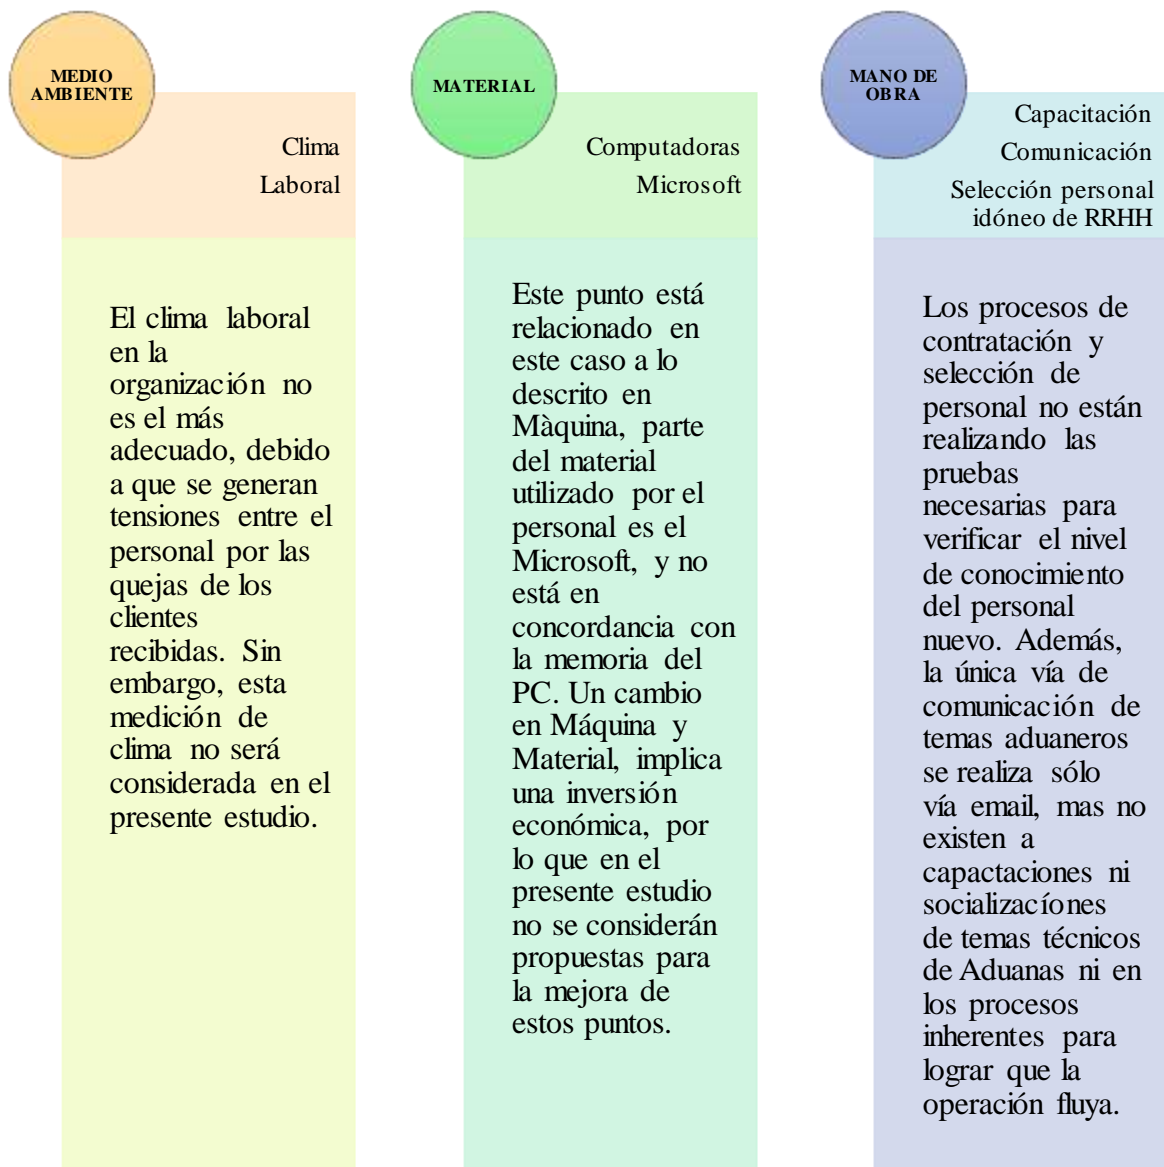 MEDIO
AMBIENTE
Clima
Laboral
El clima laboral
en la
organización no
es el más
adecuado, debido
a que se generan
tensiones entre el
personal por las
quejas de los
clientes
recibidas. Sin
embargo, esta
medición de
clima no será
considerada en el
presente estudio.
MATERIAL
Computadoras
Microsoft
Este punto está
relacionado en
este caso a lo
descrito en
Màquina, parte
del material
utilizado por el
personal es el
Microsoft, y no
está en
concordancia con
la memoria del
PC. Un cambio
en Máquina y
Material, implica
una inversión
económica, por
lo que en el
presente estudio
no se considerán
propuestas para
la mejora de
estos puntos.
MANO DE
OBRA
Capacitación
Comunicación
Selección personal
idóneo de RRHH
Los procesos de
contratación y
selección de
personal no están
realizando las
pruebas
necesarias para
verificar el nivel
de conocimiento
del personal
nuevo. Además,
la única vía de
comunicación de
temas aduaneros
se realiza sólo
vía email, mas no
existen a
capactaciones ni
socializacíones
de temas técnicos
de Aduanas ni en
los procesos
inherentes para
lograr que la
operación fluya.